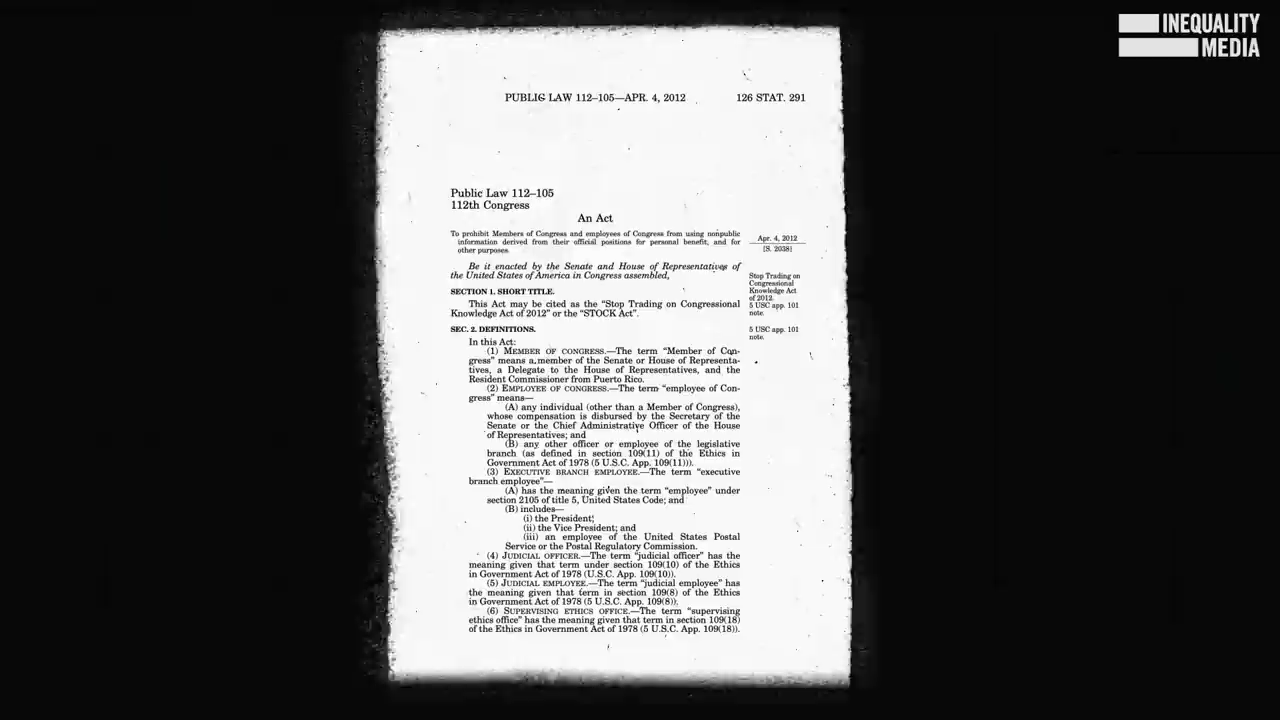 INEQUALITY
MEDIA
PUBLIC LAW 112–105—APR. 4, 2012
126 STAT. 291
Public Law 112–105
112th Congress
An Act
To prohibit Members of Congress and employees of Congress from using nonpublic
information derived from their official positions for personal benefit, and for
other purposes.
Apr. 4, 2012
[S. 2038]
Be it enacted by the Senate and House of Representatives of
the United States of America in Congress assembled,
SECTION 1. SHORT TITLE.
This Act may be cited as the “Stop Trading on Congressional
Knowledge Act of 2012” or the “STOCK Act”.
Stop Trading on
Congressional
Knowledge Act
of 2012.
5 USC app. 101
note.
SEC. 2. DEFINITIONS.
5 USC app. 101
note.
In this Act:
(1) MEMBER OF CONGRESS.—The term “Member of Con-
gress” means a member of the Senate or House of Representa-
tives, a Delegate to the House of Representatives, and the
Resident Commissioner from Puerto Rico.
(2) EMPLOYEE OF CONGRESS.—The term “employee of Con-
gress” means—
(A) any individual (other than a Member of Congress),
whose compensation is disbursed by the Secretary of the
Senate or the Chief Administrative Officer of the House
of Representatives; and
(B) any other officer or employee of the legislative
branch (as defined in section 109(11) of the Ethics in
Government Act of 1978 (5 U.S.C. App. 109(11))).
(3) EXECUTIVE BRANCH EMPLOYEE.—The term “executive
branch employee”—
(A) has the meaning given the term “employee” under
section 2105 of title 5, United States Code; and
(B) includes—
(i) the President;
(ii) the Vice President; and
(iii) an employee of the United States Postal
Service or the Postal Regulatory Commission.
(4) JUDICIAL OFFICER.—The term “judicial officer” has the
meaning given that term under section 109(10) of the Ethics
in Government Act of 1978 (U.S.C. App. 109(10)).
(5) JUDICIAL EMPLOYEE.—The term “judicial employee” has
the meaning given that term in section 109(8) of the Ethics
in Government Act of 1978 (5 U.S.C. App. 109(8)).
(6) SUPERVISING ETHICS OFFICE.—The term “supervising
ethics office” has the meaning given that term in section 109(18)
of the Ethics in Government Act of 1978 (5 U.S.C. App. 109(18)).